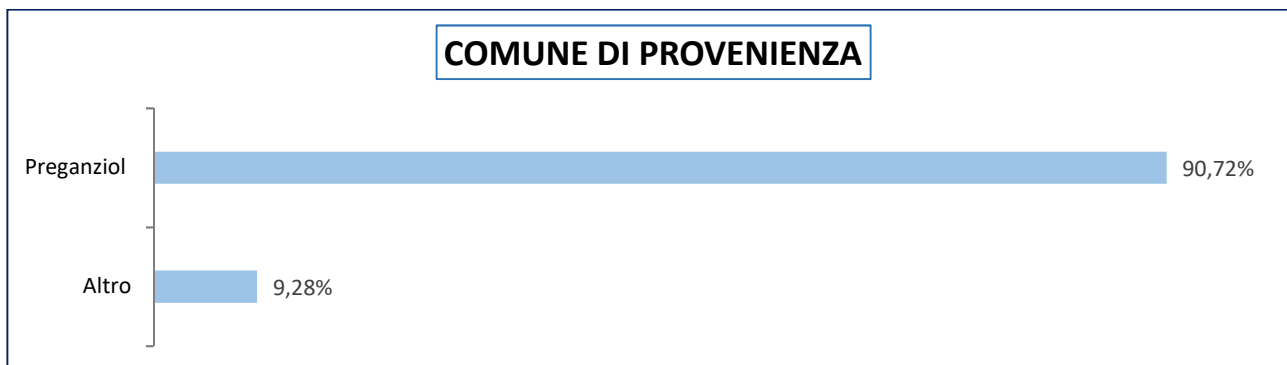 COMUNE DI PROVENIENZA
Preganziol
90,72%
Altro
9,28%